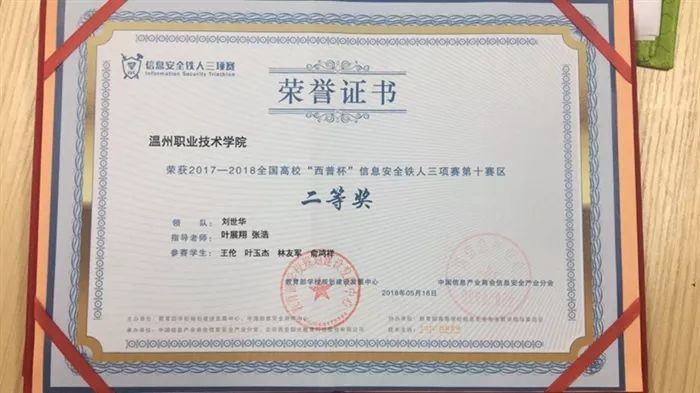 信息安全铁人三项赛
Information Security Triathlon
荣誉证书
温州职业技术学院
荣获2017—2018全国高校“西普杯”信息安全铁人三项赛第十赛区
二等奖
领 队: 刘世华
指导老师: 叶展翔 张浩
参赛学生: 王伦 叶玉杰 林友军 俞鸿祥
教育部学校规划建设发展中心
中国信息产业商会信息安全产业分会
2018年05月16日
主办单位:
承办单位:
协办单位: